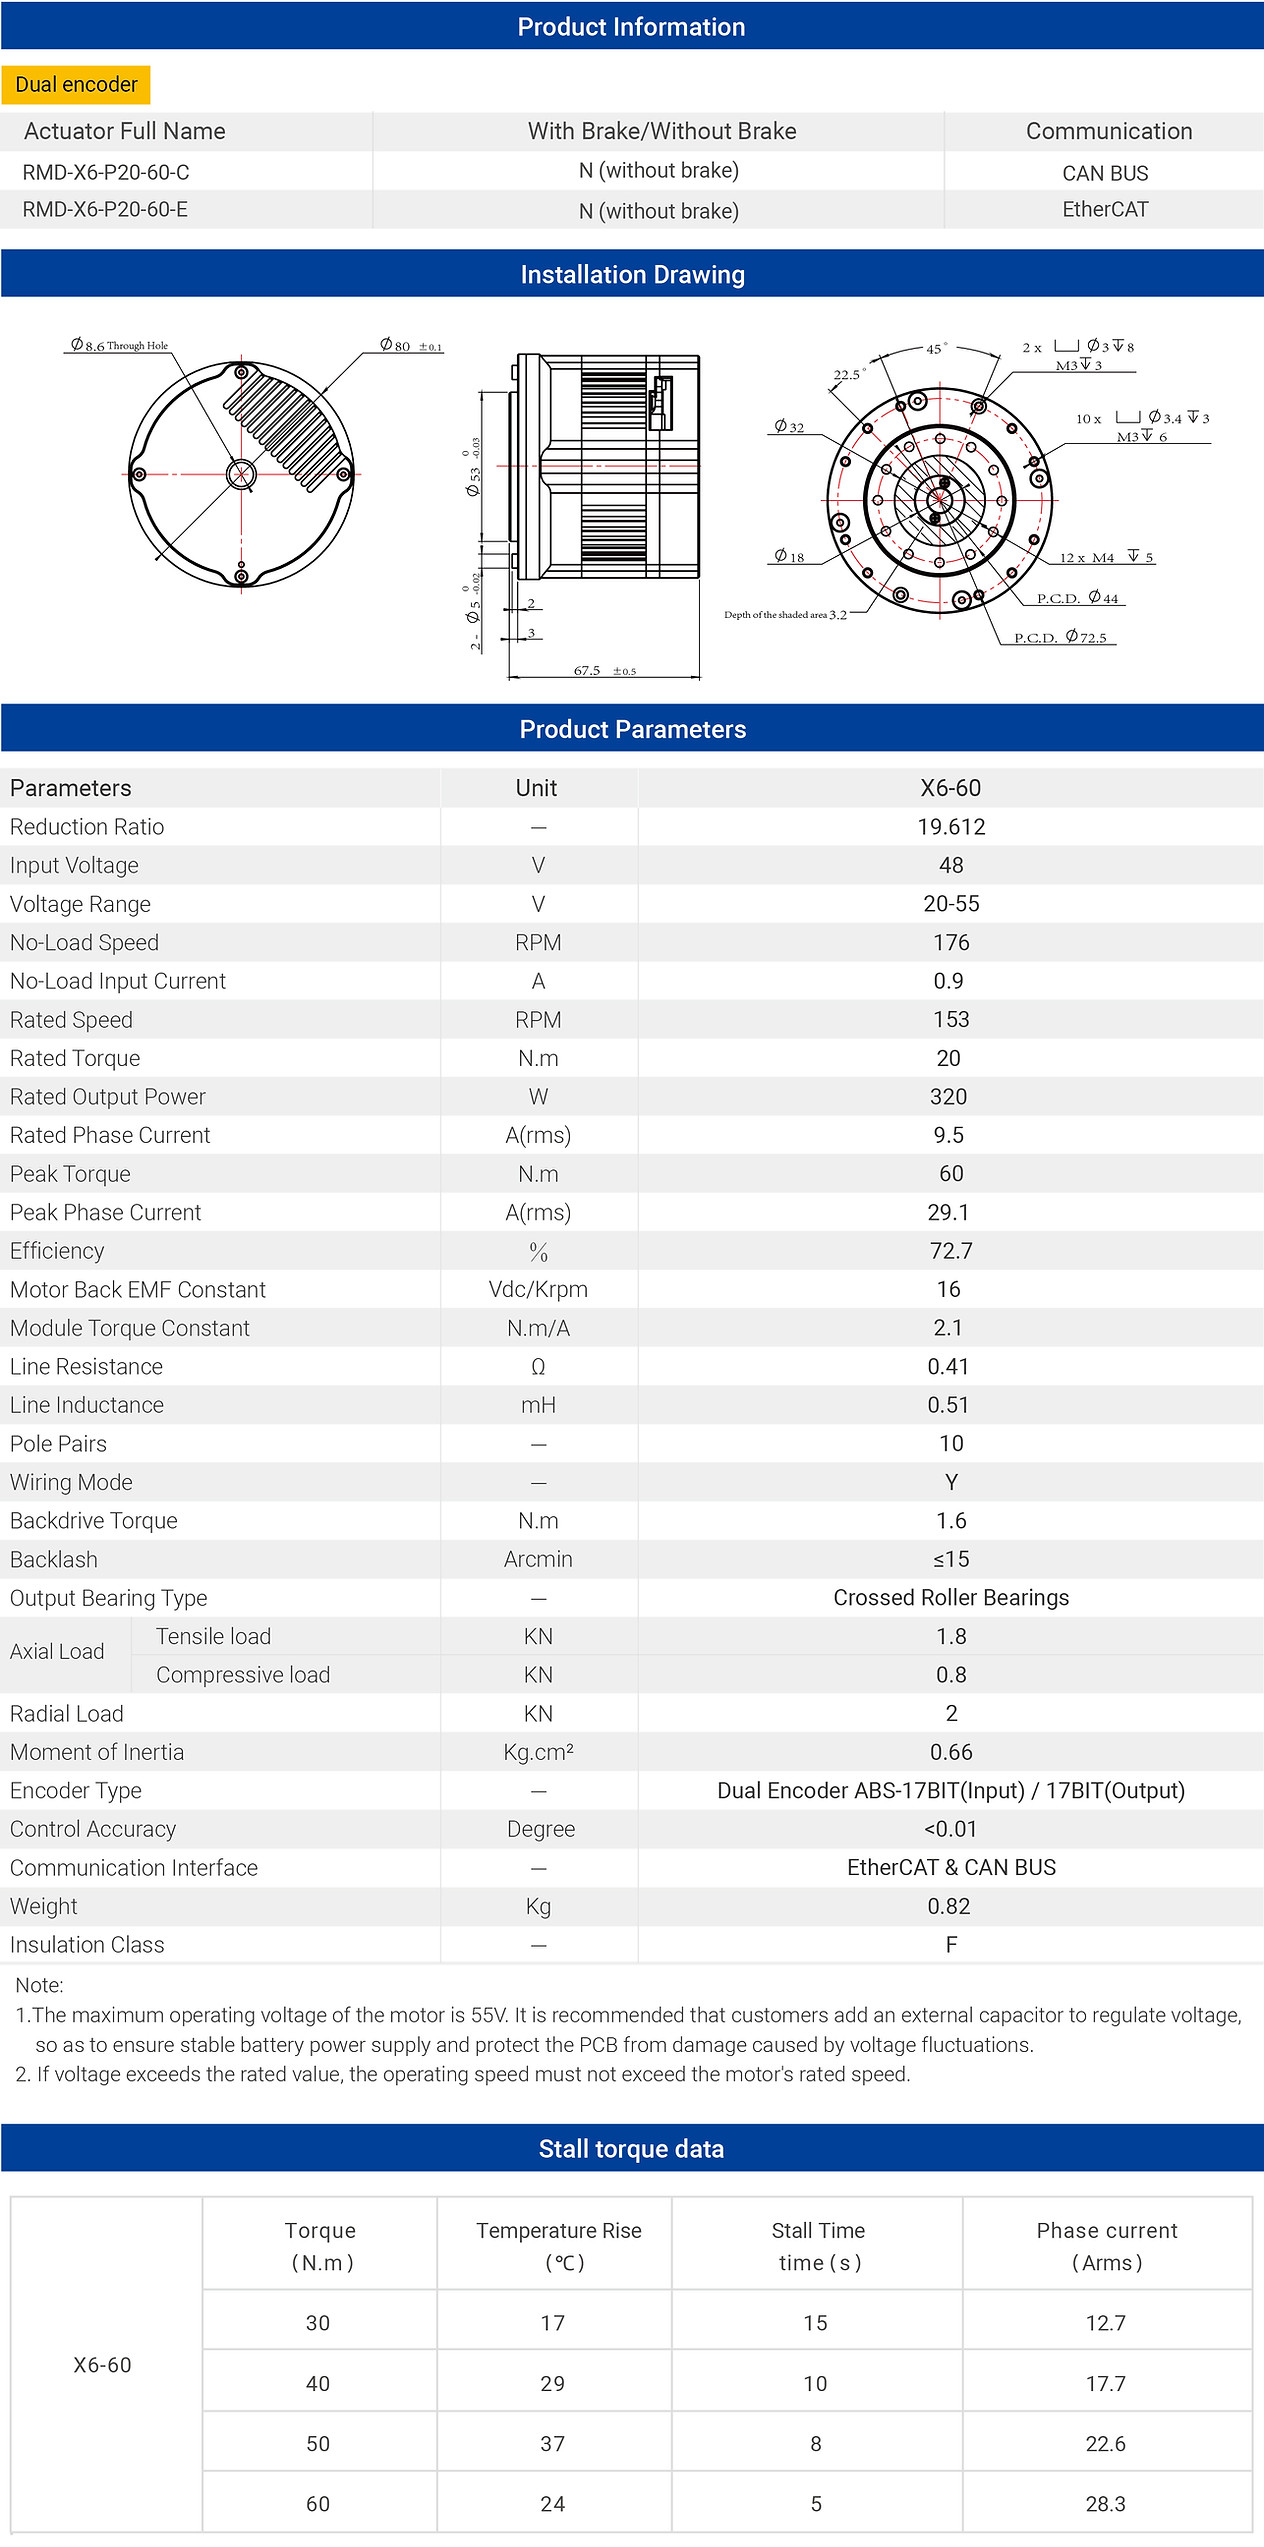 Product Information
Dual encoder
Actuator Full Name With Brake/Without Brake Communication
RMD-X6-P20-60-C N (without brake) CAN BUS
RMD-X6-P20-60-E N (without brake) EtherCAT
Installation Drawing
∅8.6 Through Hole
∅80 ±0.1
∅53 0 -0.03
2- ∅5 0 -0.02
2
3
67.5 ±0.5
45°
22.5°
2 x ⌴ ∅3↧8
M3↧3
10 x ⌴ ∅3.4↧3
M3↧6
∅32
∅18
12 x M4 ↧5
P.C.D. ∅44
Depth of the shaded area 3.2
P.C.D. ∅72.5
Product Parameters
Parameters Unit X6-60
Reduction Ratio — 19.612
Input Voltage V 48
Voltage Range V 20-55
No-Load Speed RPM 176
No-Load Input Current A 0.9
Rated Speed RPM 153
Rated Torque N.m 20
Rated Output Power W 320
Rated Phase Current A(rms) 9.5
Peak Torque N.m 60
Peak Phase Current A(rms) 29.1
Efficiency % 72.7
Motor Back EMF Constant Vdc/Krpm 16
Module Torque Constant N.m/A 2.1
Line Resistance Ω 0.41
Line Inductance mH 0.51
Pole Pairs — 10
Wiring Mode — Y
Backdrive Torque N.m 1.6
Backlash Arcmin ≤15
Output Bearing Type — Crossed Roller Bearings
Axial Load Tensile load KN 1.8
Compressive load KN 0.8
Radial Load KN 2
Moment of Inertia Kg.cm² 0.66
Encoder Type — Dual Encoder ABS-17BIT(Input) / 17BIT(Output)
Control Accuracy Degree <0.01
Communication Interface — EtherCAT & CAN BUS
Weight Kg 0.82
Insulation Class — F
Note:
1.The maximum operating voltage of the motor is 55V. It is recommended that customers add an external capacitor to regulate voltage,
so as to ensure stable battery power supply and protect the PCB from damage caused by voltage fluctuations.
2. If voltage exceeds the rated value, the operating speed must not exceed the motor's rated speed.
Stall torque data
Torque Temperature Rise Stall Time Phase current
(N.m) (℃) time(s) (Arms)
30 17 15 12.7
X6-60
40 29 10 17.7
50 37 8 22.6
60 24 5 28.3